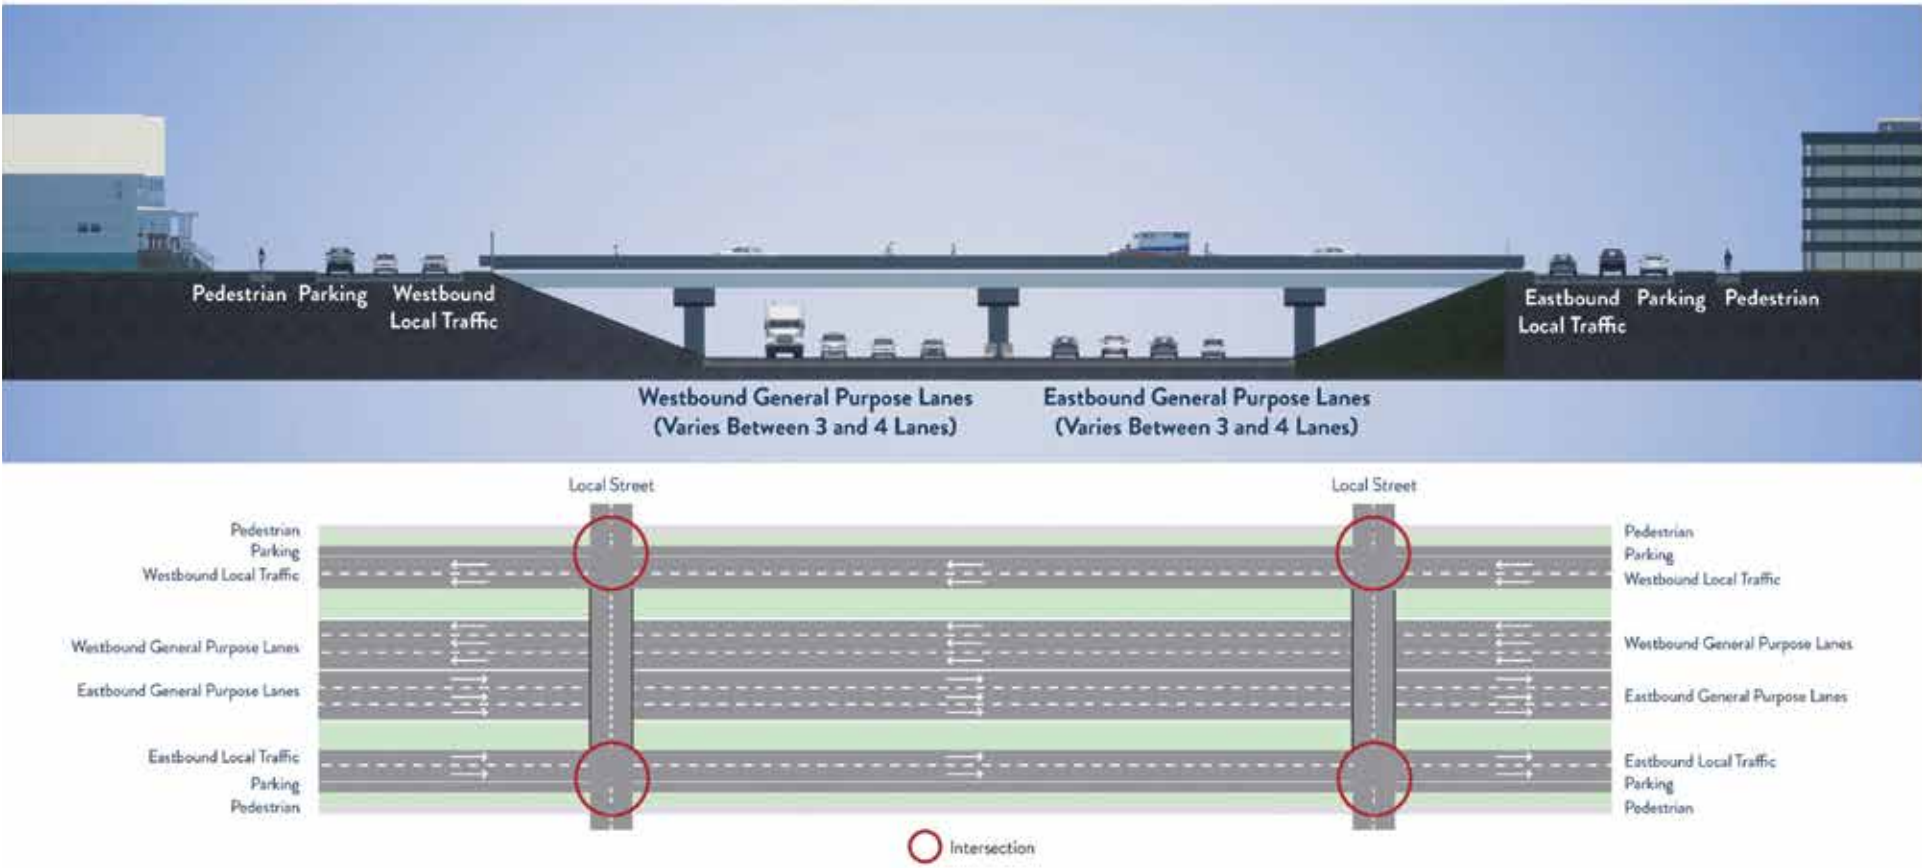 Pedestrian Parking Westbound
Local Traffic
Eastbound Parking Pedestrian
Local Traffic
Westbound General Purpose Lanes
(Varies Between 3 and 4 Lanes)
Eastbound General Purpose Lanes
(Varies Between 3 and 4 Lanes)
Local Street
Local Street
Pedestrian
Parking
Westbound Local Traffic
Westbound General Purpose Lanes
Eastbound General Purpose Lanes
Eastbound Local Traffic
Parking
Pedestrian
Pedestrian
Parking
Westbound Local Traffic
Westbound General Purpose Lanes
Eastbound General Purpose Lanes
Eastbound Local Traffic
Parking
Pedestrian
Intersection